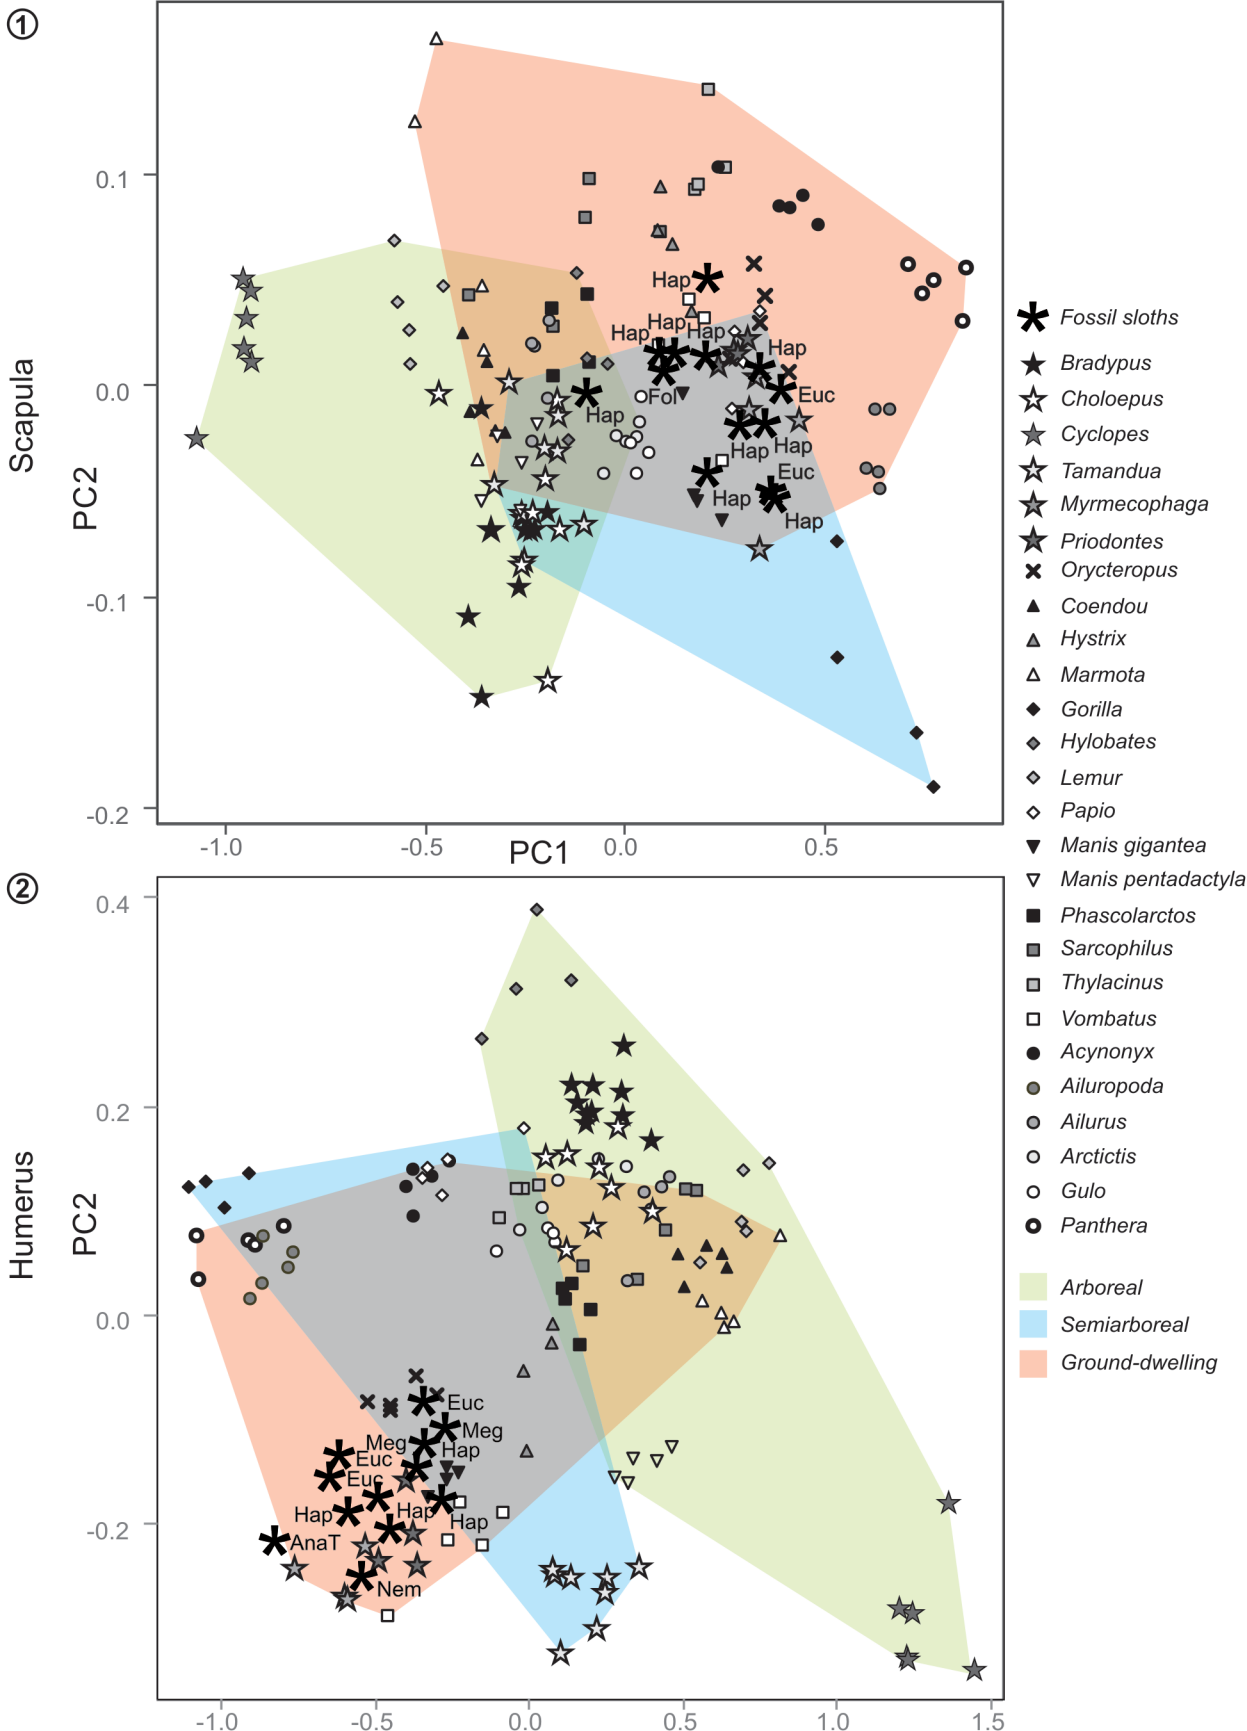 1
Scapula
PC2
0.1
0.0
-0.1
-0.2
-1.0
-0.5
PC1
0.0
0.5
Hap
Hap
Hap
Hap
Hap
Euc
Hap
Fol
Hap
Hap
Euc
Hap
Hap
Fossil sloths
Bradypus
Choloepus
Cyclopes
Tamandua
Myrmecophaga
Priodontes
Orycteropus
Coendou
Hystrix
Marmota
Gorilla
Hylobates
Lemur
Papio
Manis gigantea
Manis pentadactyla
Phascolarctos
Sarcophilus
Thylacinus
Vombatus
Acynonyx
Ailuropoda
Ailurus
Arctictis
Gulo
Panthera
Arboreal
Semiarboreal
Ground-dwelling
2
Humerus
PC2
0.4
0.2
0.0
-0.2
Euc
Meg
Meg
Hap
Euc
Euc
Hap
Hap
Hap
AnaT
Nem
-1.0
-0.5
0.0
0.5
1.0
1.5